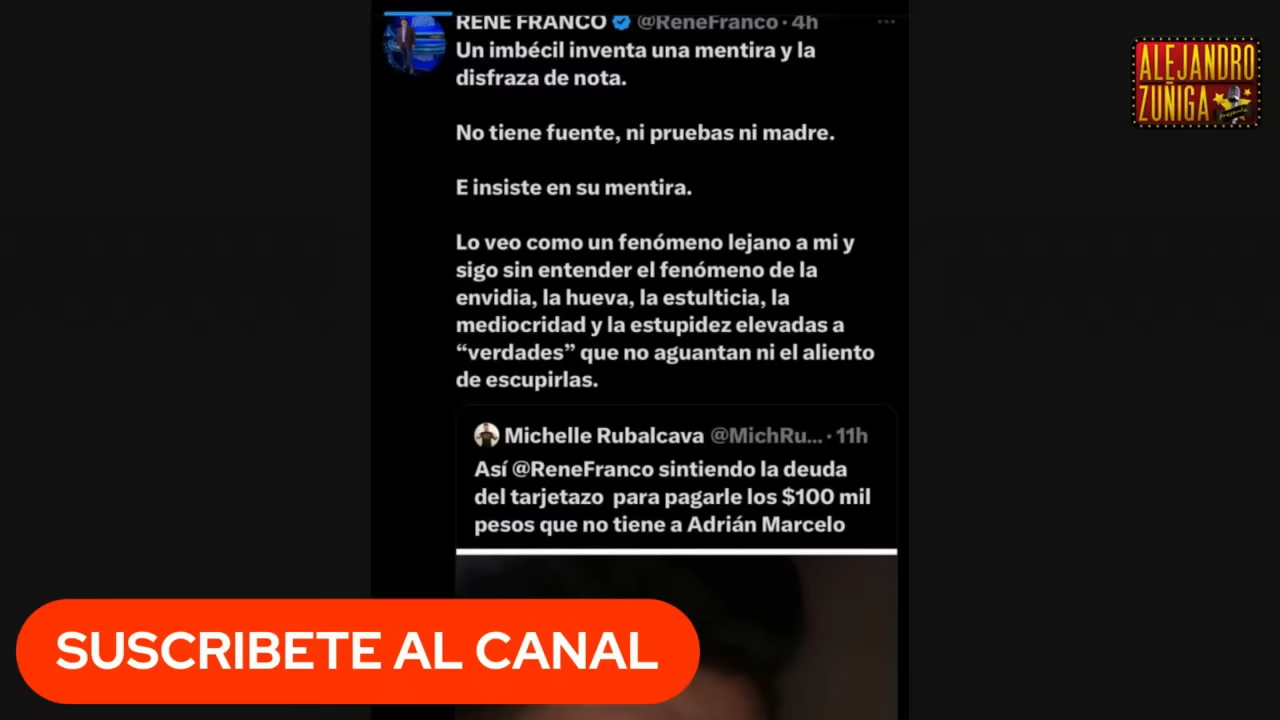 RENE FRANCO @ReneFranco · 4h
Un imbécil inventa una mentira y la
disfraza de nota.
No tiene fuente, ni pruebas ni madre.
E insiste en su mentira.
Lo veo como un fenómeno lejano a mi y
sigo sin entender el fenómeno de la
envidia, la hueva, la estulticia, la
mediocridad y la estupidez elevadas a
“verdades” que no aguantan ni el aliento
de escupirlas.
Michelle Rubalcava @MichRu... · 11h
Así @ReneFranco sintiendo la deuda
del tarjetazo para pagarle los $100 mil
pesos que no tiene a Adrián Marcelo
SUSCRIBETE AL CANAL
ALEJANDRO
ZUÑIGA